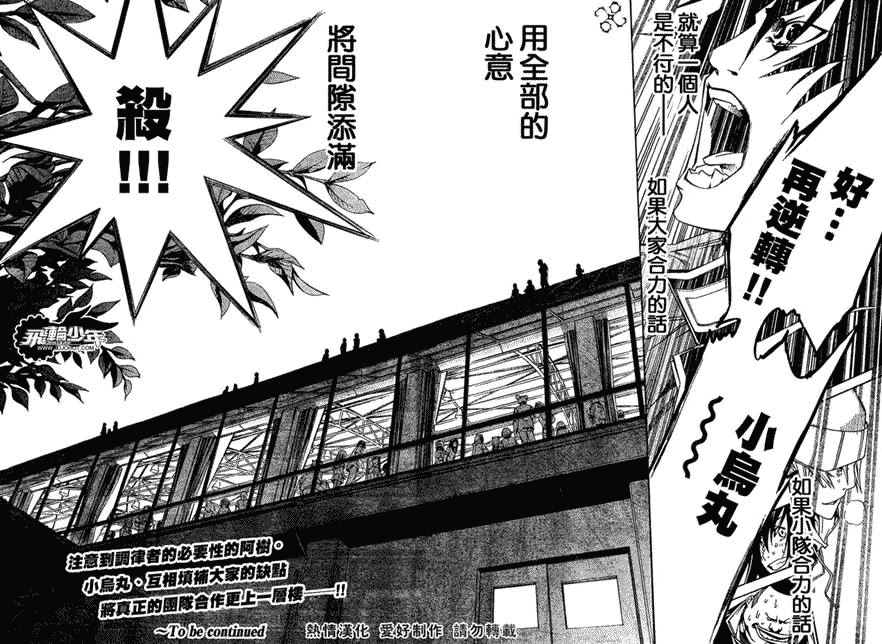 就算一個人
是不行的——
好…
再逆轉!!
如果大家合力的話
小烏丸
如果小隊合力的話
用全部的
心意
將間隙添滿
殺!!!
飛輪少年
注意到調律者的必要性的阿樹。
小烏丸、互相填補大家的缺點
將真正的團隊合作更上一層樓——!!
~To be continued
熱情漢化 愛好制作 請勿轉載